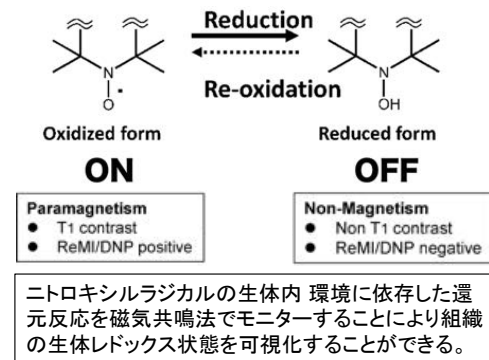 Reduction
Re-oxidation
N
O
·
N
OH
Oxidized form
Reduced form
ON
OFF
Paramagnetism
● T1 contrast
● ReMI/DNP positive
Non-Magnetism
● Non T1 contrast
● ReMI/DNP negative
ニトロキシルラジカルの生体内 環境に依存した還
元反応を磁気共鳴法でモニターすることにより組織
の生体レドックス状態を可視化することができる。